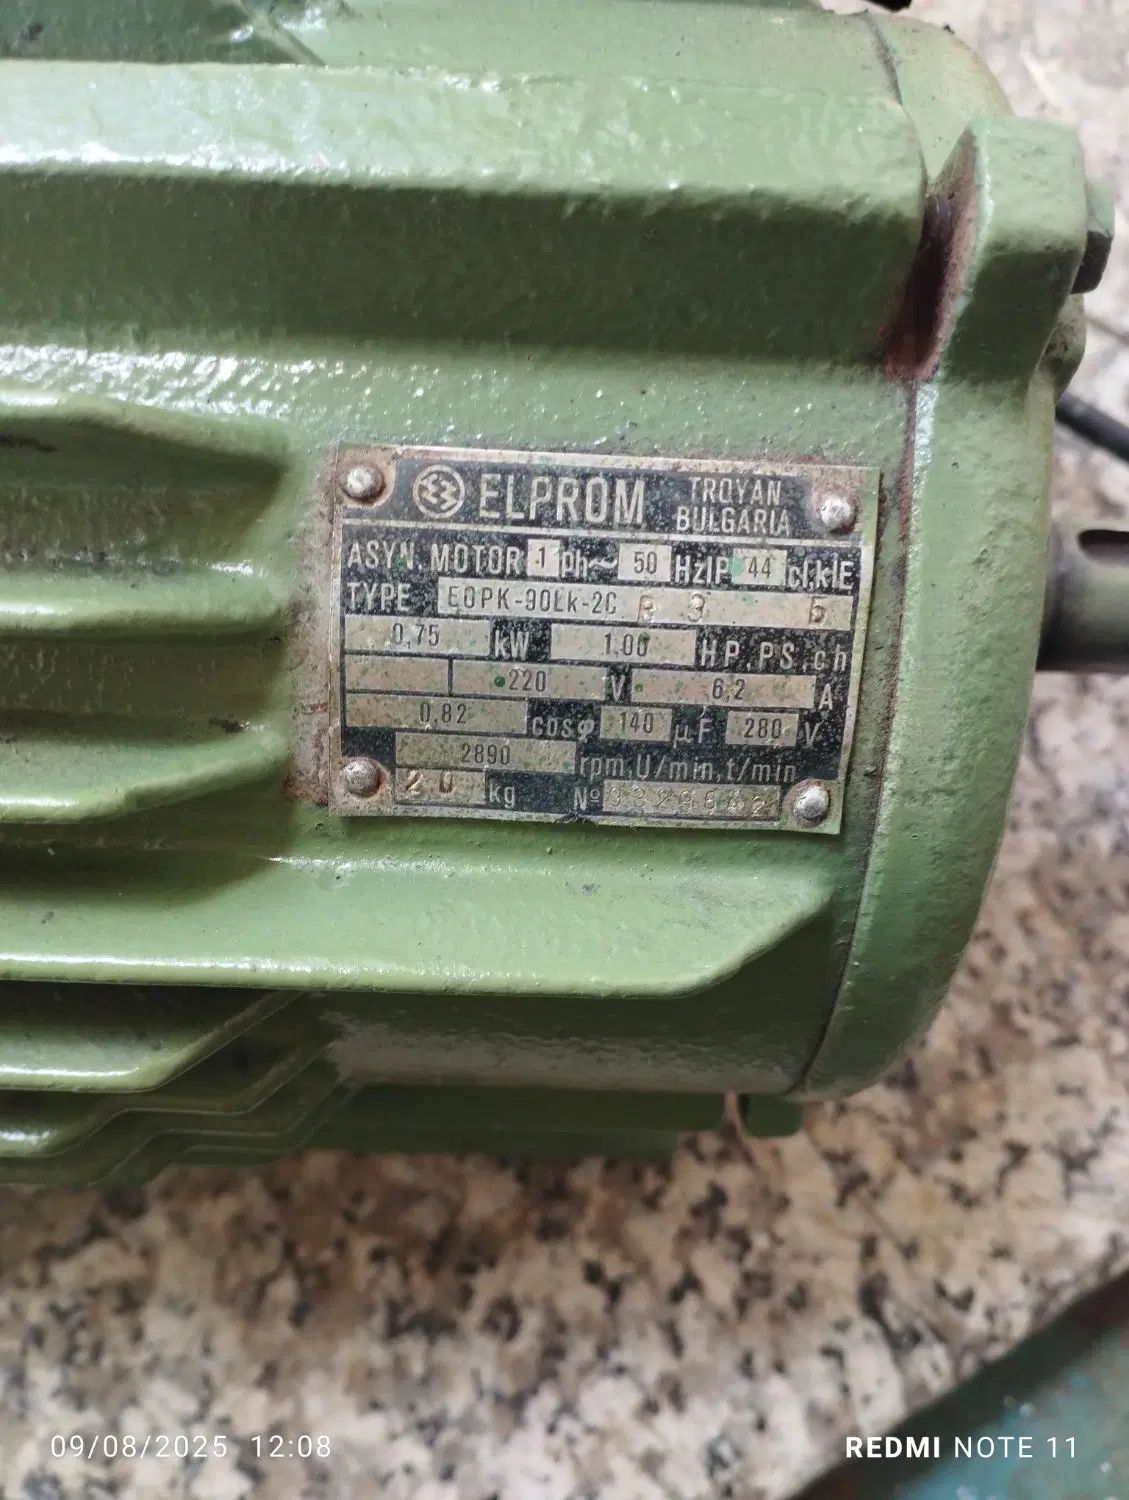 ELPROM TROYAN
BULGARIA
ASYN. MOTOR 1 ph~ 50 Hz IP 44 cl.kl E
TYPE EOPK-90Lk-2C B 3 5
0,75 kW 1,00 HP,PS,ch
220 V 6,2 A
0,82 cosφ 140 μF 280 V
2890 rpm,U/min,t/min
20 kg №
09/08/2025 12:08
REDMI NOTE 11